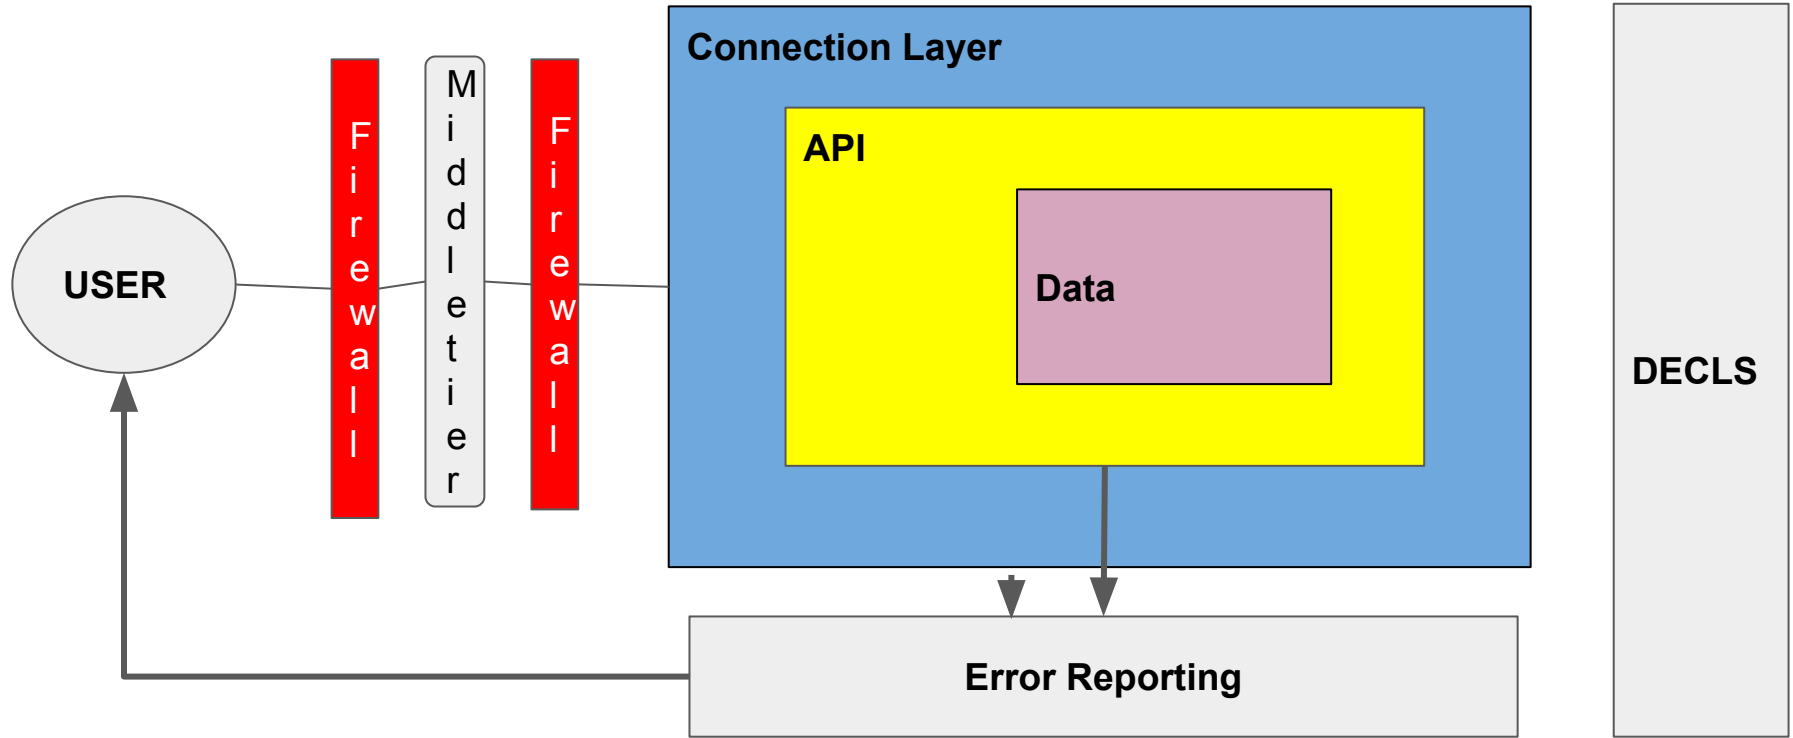 Connection Layer
API
Firewall
Middletier
Firewall
USER
Data
DECLS
Error Reporting